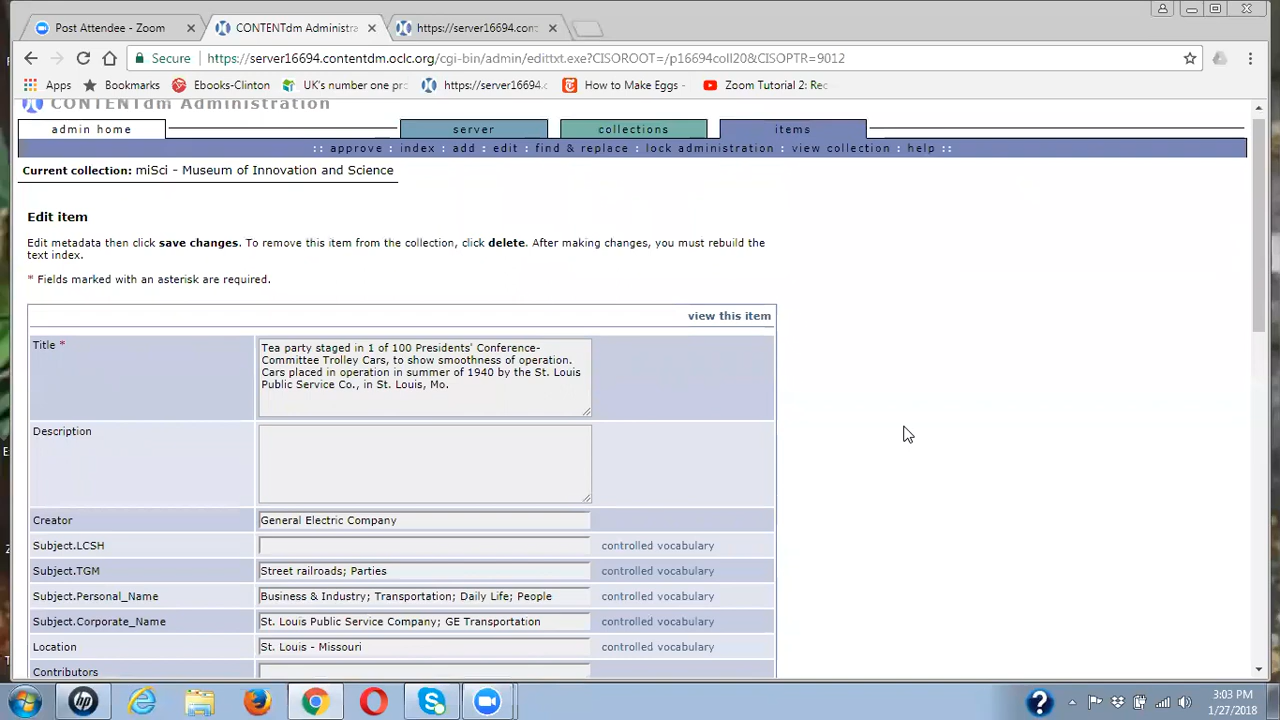 Post Attendee - Zoom
CONTENTdm Administra
https://server16694.con
Secure https://server16694.contentdm.oclc.org/cgi-bin/admin/edittxt.exe?CISOROOT=/p16694coll20&CISOPTR=9012
Apps Bookmarks Ebooks-Clinton UK's number one pr https://server16694.c How to Make Eggs - Zoom Tutorial 2: Rec
CONTENTdm Administration
admin home server collections items
:: approve : index : add : edit : find & replace : lock administration : view collection : help ::
Current collection: miSci - Museum of Innovation and Science
Edit item
Edit metadata then click save changes. To remove this item from the collection, click delete. After making changes, you must rebuild the
text index.
* Fields marked with an asterisk are required.
view this item
Title *
Tea party staged in 1 of 100 Presidents' Conference-
Committee Trolley Cars, to show smoothness of operation.
Cars placed in operation in summer of 1940 by the St. Louis
Public Service Co., in St. Louis, Mo.
Description
Creator General Electric Company
Subject.LCSH controlled vocabulary
Subject.TGM Street railroads; Parties controlled vocabulary
Subject.Personal_Name Business & Industry; Transportation; Daily Life; People controlled vocabulary
Subject.Corporate_Name St. Louis Public Service Company; GE Transportation controlled vocabulary
Location St. Louis - Missouri controlled vocabulary
Contributors
3:03 PM
1/27/2018